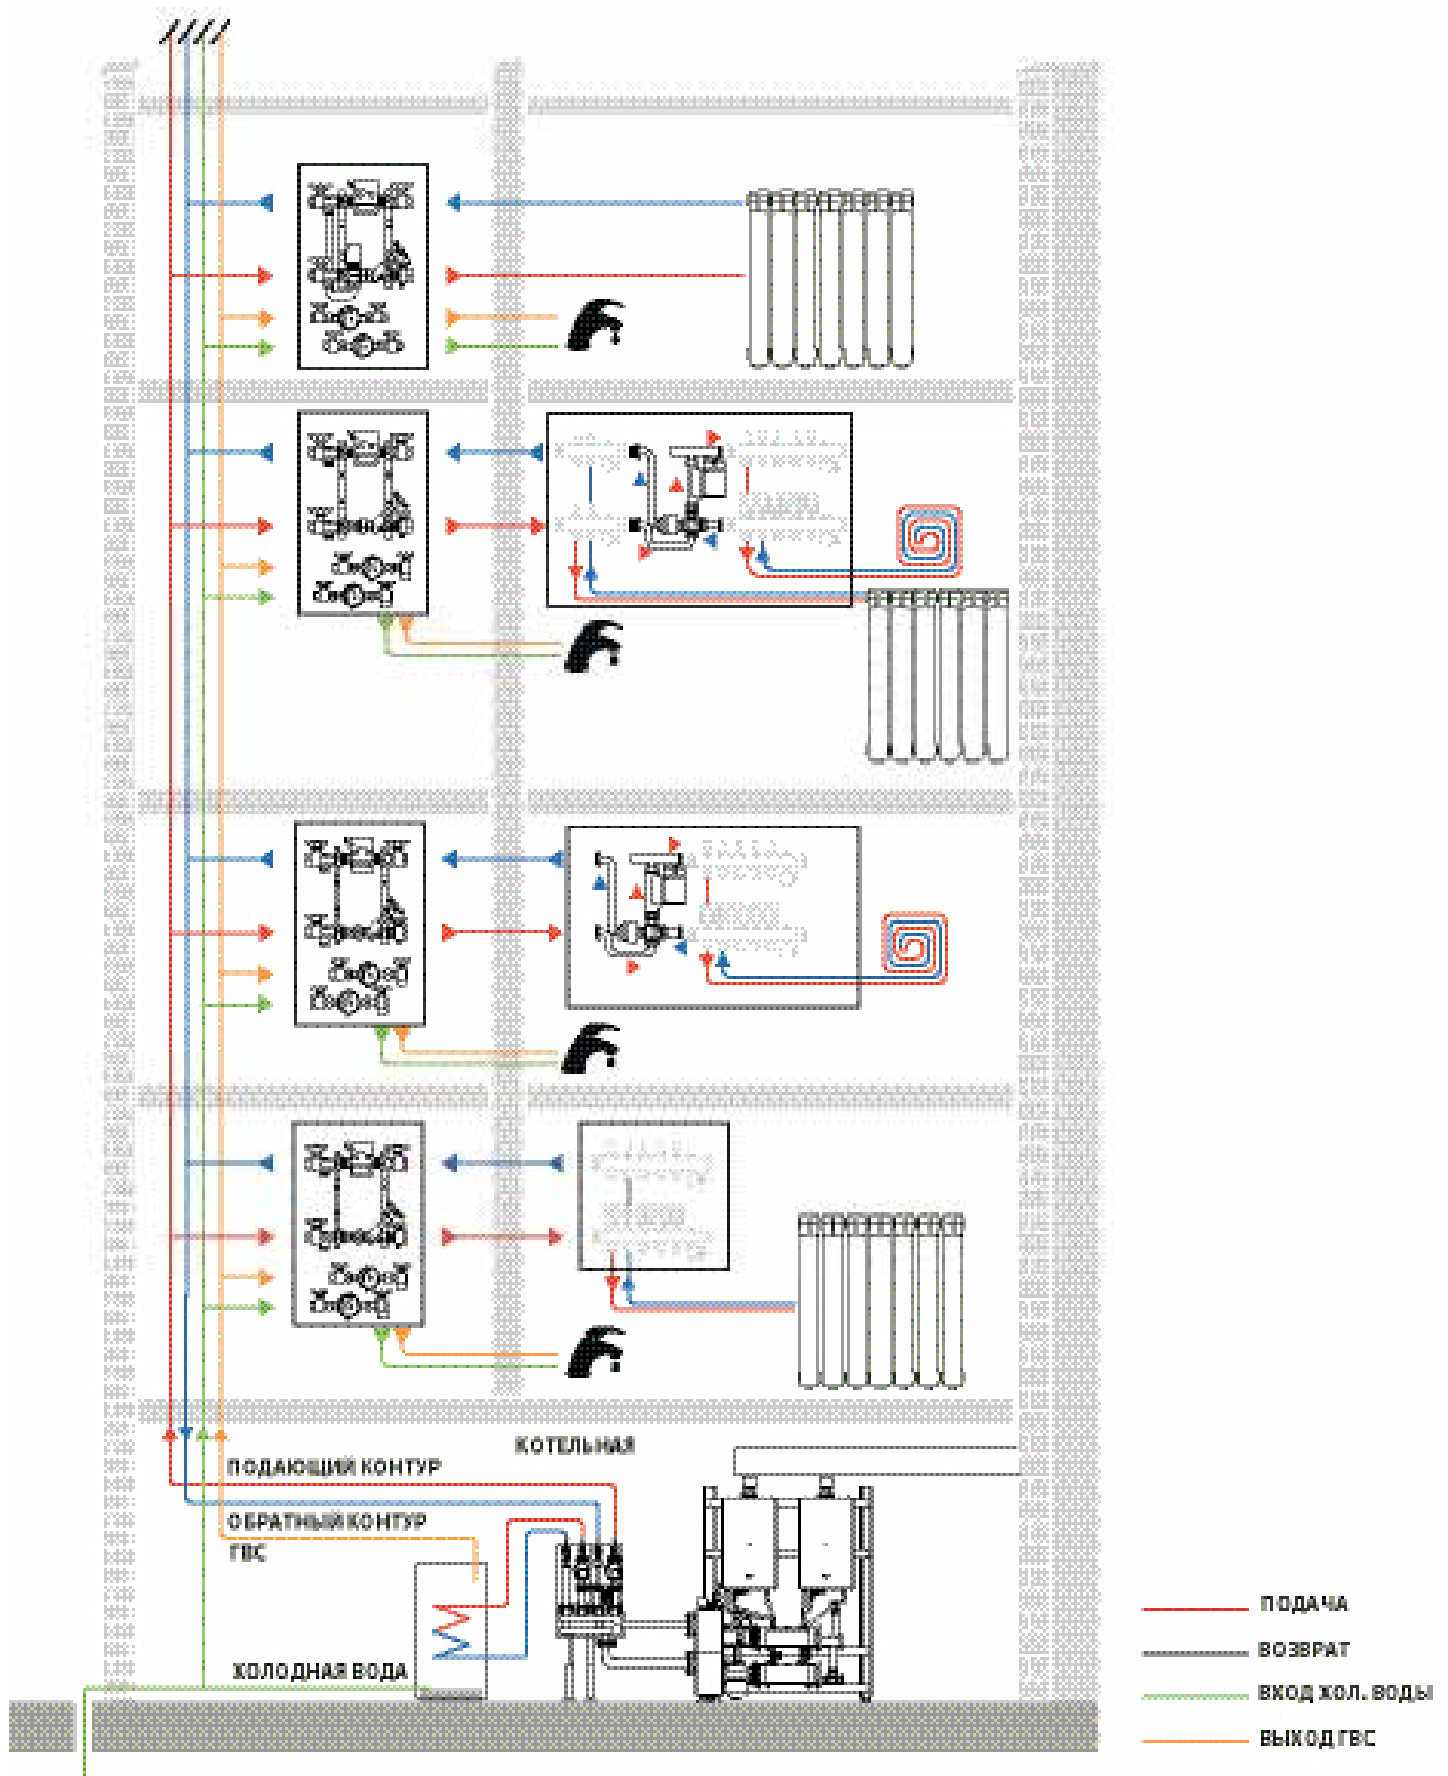 КОТЕЛЬНАЯ
ПОДАЮЩИЙ КОНТУР
ОБРАТНЫЙ КОНТУР
ГВС
ХОЛОДНАЯ ВОДА
ПОДАЧА
ВОЗВРАТ
ВХОД ХОЛ. ВОДЫ
ВЫХОД ГВС